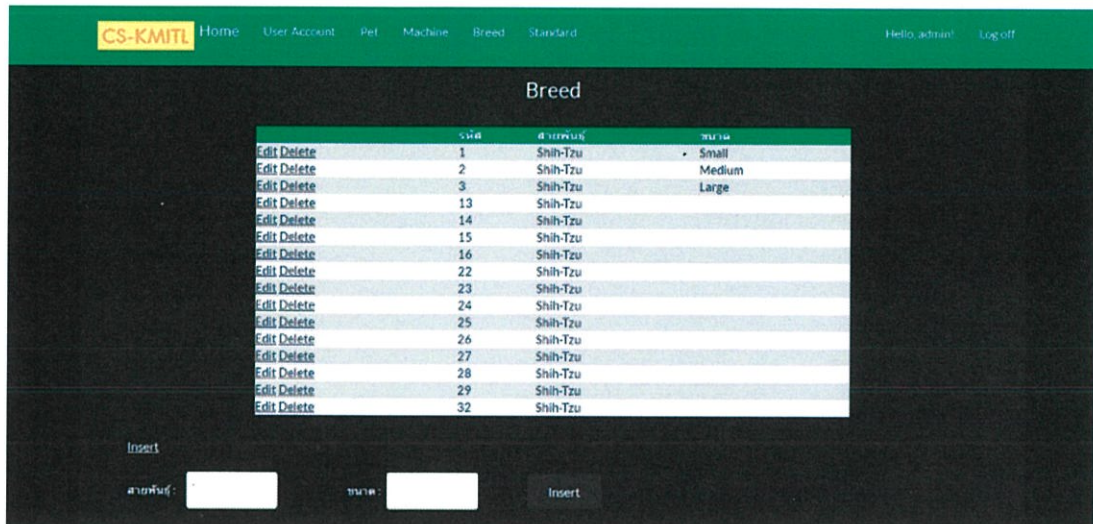 CS-KMITL Home User Account Pet Machine Breed Standard Hello, admin! Log off
Breed
รหัส สายพันธุ์ ขนาด
Edit Delete 1 Shih-Tzu Small
Edit Delete 2 Shih-Tzu Medium
Edit Delete 3 Shih-Tzu Large
Edit Delete 13 Shih-Tzu
Edit Delete 14 Shih-Tzu
Edit Delete 15 Shih-Tzu
Edit Delete 16 Shih-Tzu
Edit Delete 22 Shih-Tzu
Edit Delete 23 Shih-Tzu
Edit Delete 24 Shih-Tzu
Edit Delete 25 Shih-Tzu
Edit Delete 26 Shih-Tzu
Edit Delete 27 Shih-Tzu
Edit Delete 28 Shih-Tzu
Edit Delete 29 Shih-Tzu
Edit Delete 32 Shih-Tzu
Insert
สายพันธุ์ : ขนาด : Insert